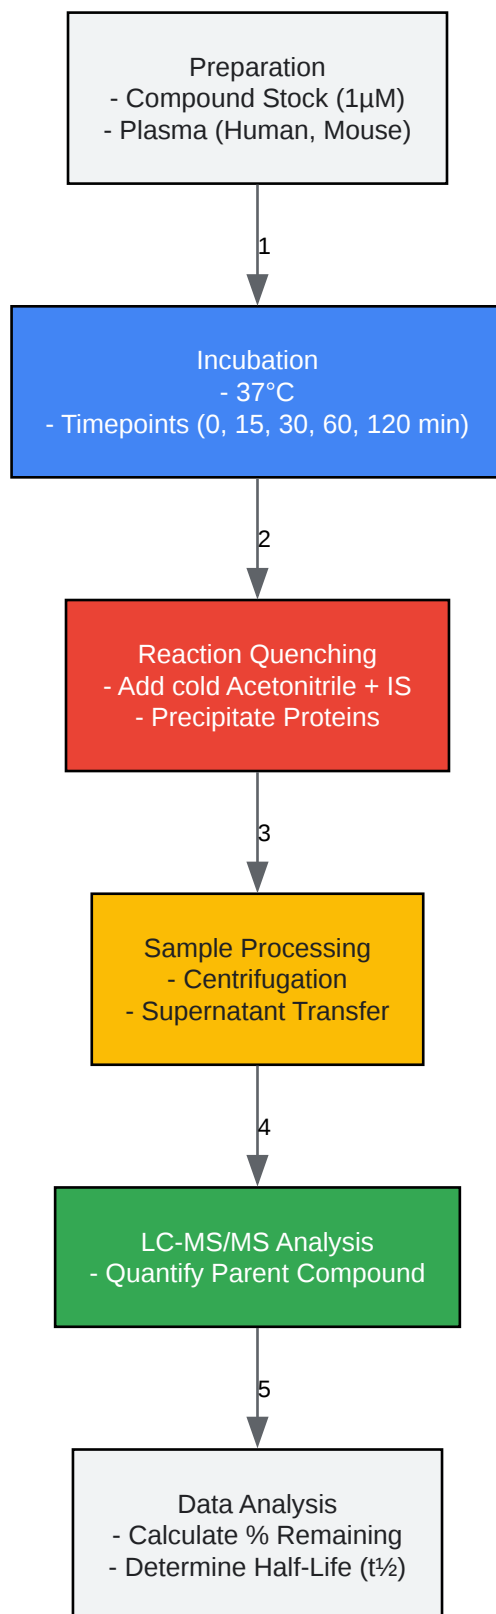 Preparation
- Compound Stock (1µM)
- Plasma (Human, Mouse)
1
Incubation
- 37°C
- Timepoints (0, 15, 30, 60, 120 min)
2
Reaction Quenching
- Add cold Acetonitrile + IS
- Precipitate Proteins
3
Sample Processing
- Centrifugation
- Supernatant Transfer
4
LC-MS/MS Analysis
- Quantify Parent Compound
5
Data Analysis
- Calculate % Remaining
- Determine Half-Life (t½)